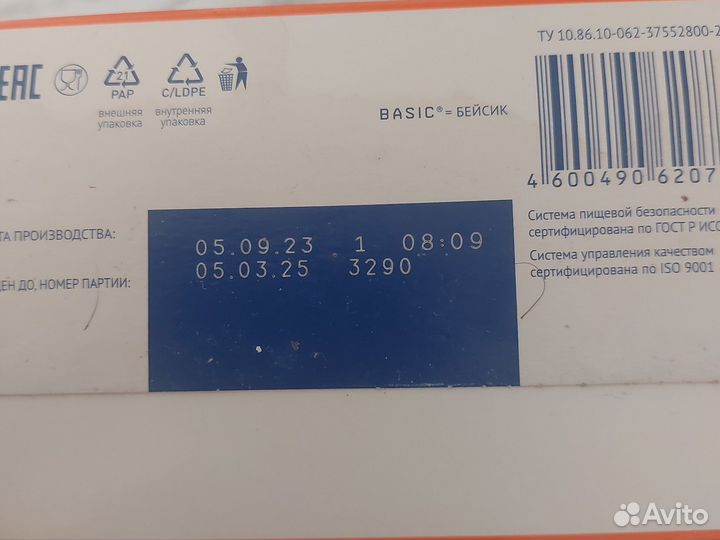 ТУ 10.86.10-062-37552800-2
EAC
21
PAP
C/LDPE
внешняя
упаковка
внутренняя
упаковка
BASIC® = БЕЙСИК
4 600490 6207
ТА ПРОИЗВОДСТВА:
05.09.23 1 08:09
ЕН ДО, НОМЕР ПАРТИИ:
05.03.25 3290
Система пищевой безопасности
сертифицирована по ГОСТ Р ИСО
Система управления качеством
сертифицирована по ISO 9001
Avito